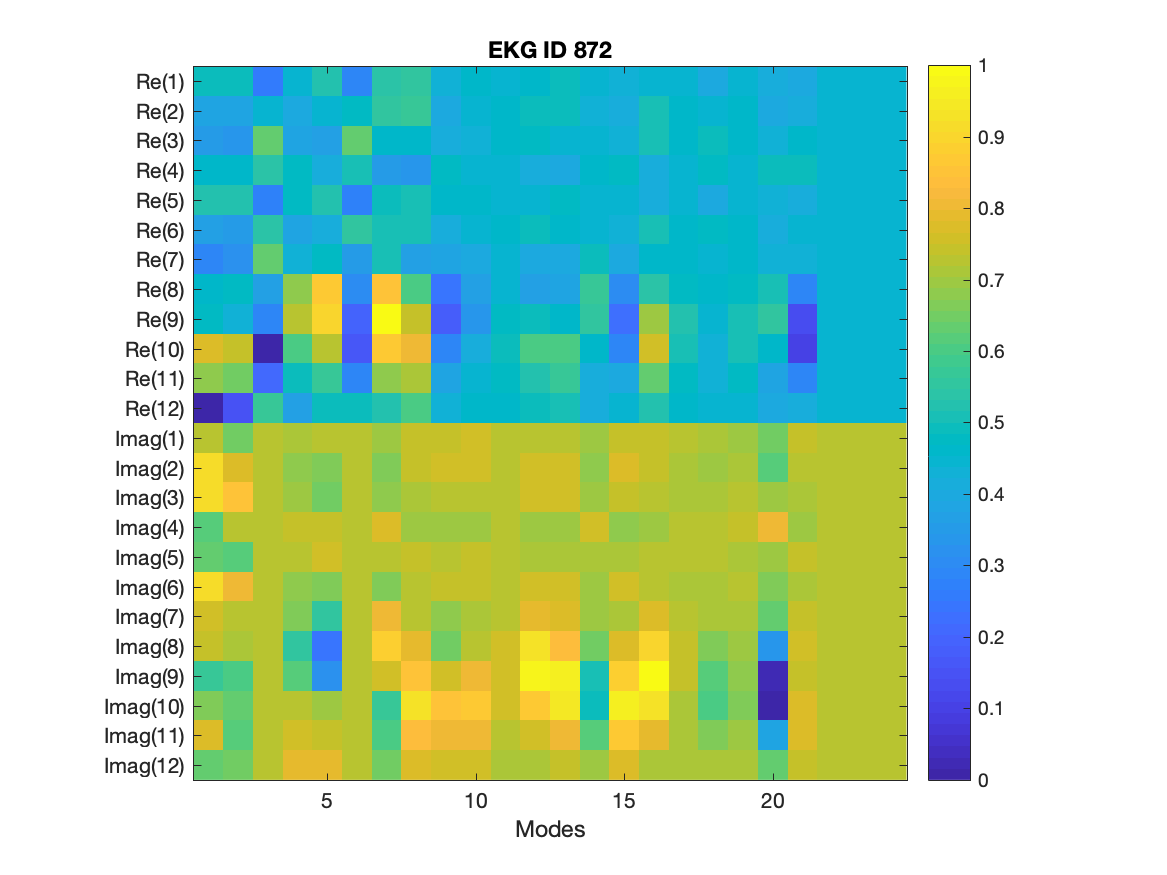 EKG ID 872
Re(1)
Re(2)
Re(3)
Re(4)
Re(5)
Re(6)
Re(7)
Re(8)
Re(9)
Re(10)
Re(11)
Re(12)
Imag(1)
Imag(2)
Imag(3)
Imag(4)
Imag(5)
Imag(6)
Imag(7)
Imag(8)
Imag(9)
Imag(10)
Imag(11)
Imag(12)
5 10 15 20
Modes
1
0.9
0.8
0.7
0.6
0.5
0.4
0.3
0.2
0.1
0